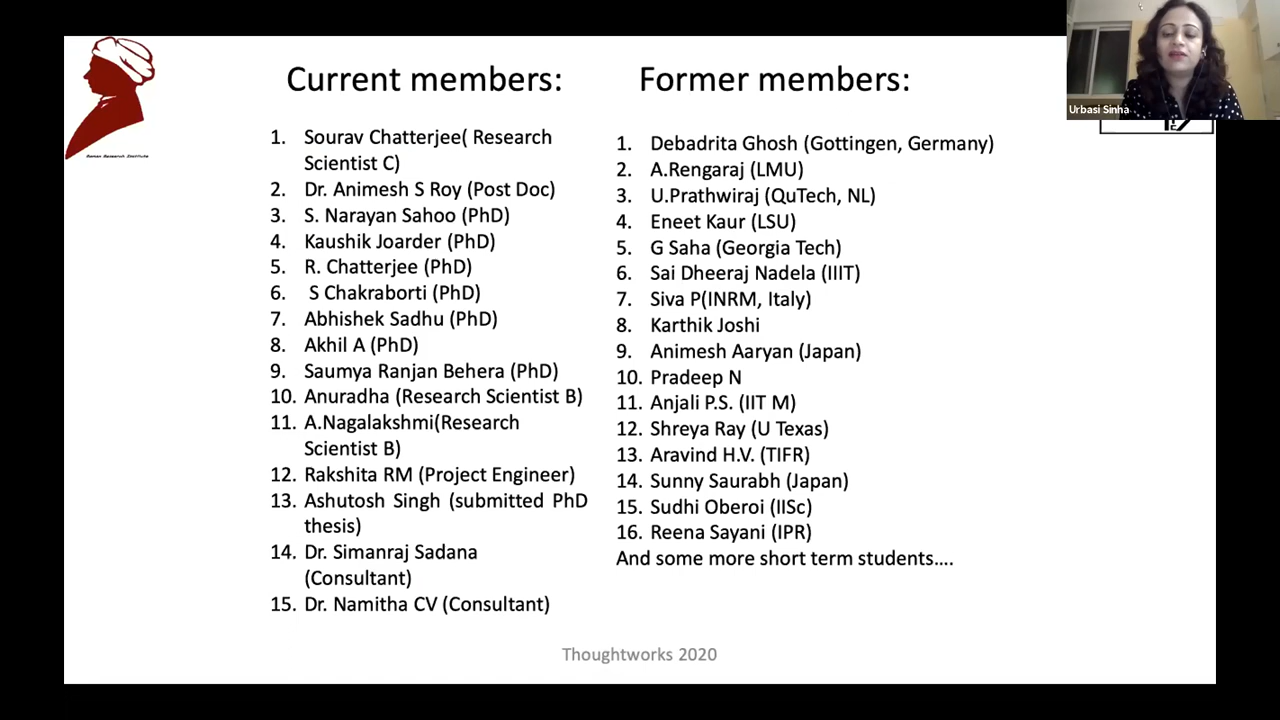 Urbasi Sinha
Raman Research Institute
Current members:
1. Sourav Chatterjee( Research
Scientist C)
2. Dr. Animesh S Roy (Post Doc)
3. S. Narayan Sahoo (PhD)
4. Kaushik Joarder (PhD)
5. R. Chatterjee (PhD)
6. S Chakraborti (PhD)
7. Abhishek Sadhu (PhD)
8. Akhil A (PhD)
9. Saumya Ranjan Behera (PhD)
10. Anuradha (Research Scientist B)
11. A.Nagalakshmi(Research
Scientist B)
12. Rakshita RM (Project Engineer)
13. Ashutosh Singh (submitted PhD
thesis)
14. Dr. Simanraj Sadana
(Consultant)
15. Dr. Namitha CV (Consultant)
Former members:
1. Debadrita Ghosh (Gottingen, Germany)
2. A.Rengaraj (LMU)
3. U.Prathwiraj (QuTech, NL)
4. Eneet Kaur (LSU)
5. G Saha (Georgia Tech)
6. Sai Dheeraj Nadela (IIIT)
7. Siva P(INRM, Italy)
8. Karthik Joshi
9. Animesh Aaryan (Japan)
10. Pradeep N
11. Anjali P.S. (IIT M)
12. Shreya Ray (U Texas)
13. Aravind H.V. (TIFR)
14. Sunny Saurabh (Japan)
15. Sudhi Oberoi (IISc)
16. Reena Sayani (IPR)
And some more short term students....
Thoughtworks 2020